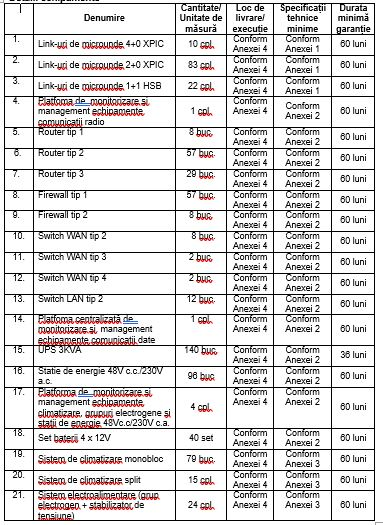 Denumire
Cantitate/
Unitate de
măsură
Loc de
livrare/
execuție
Specificații
tehnice
minime
Durata
minimă
garanție
1. Link-uri de microunde 4+0 XPIC 10 cpl. Conform Anexei 4 Conform Anexei 1 60 luni
2. Link-uri de microunde 2+0 XPIC 83 cpl. Conform Anexei 4 Conform Anexei 1 60 luni
3. Link-uri de microunde 1+1 HSB 22 cpl. Conform Anexei 4 Conform Anexei 1 60 luni
4. Platfoma de monitorizare și
management echipamente
comunicații radio
1 cpl. Conform Anexei 4 Conform Anexei 2 60 luni
5. Router tip 1 8 buc. Conform Anexei 4 Conform Anexei 2 60 luni
6. Router tip 2 57 buc. Conform Anexei 4 Conform Anexei 2 60 luni
7. Router tip 3 29 buc. Conform Anexei 4 Conform Anexei 2 60 luni
8. Firewall tip 1 57 buc. Conform Anexei 4 Conform Anexei 2 60 luni
9. Firewall tip 2 8 buc. Conform Anexei 4 Conform Anexei 2 60 luni
10. Switch WAN tip 2 8 buc. Conform Anexei 4 Conform Anexei 2 60 luni
11. Switch WAN tip 3 2 buc. Conform Anexei 4 Conform Anexei 2 60 luni
12. Switch WAN tip 4 2 buc. Conform Anexei 4 Conform Anexei 2 60 luni
13. Switch LAN tip 2 12 buc. Conform Anexei 4 Conform Anexei 2 60 luni
14. Platfoma centralizată de
monitorizare și management
echipamente comunicații date
1 cpl. Conform Anexei 4 Conform Anexei 2 60 luni
15. UPS 3KVA 140 buc. Conform Anexei 4 Conform Anexei 2 36 luni
16. Statie de energie 48V c.c./230V
a.c.
96 buc. Conform Anexei 4 Conform Anexei 2 60 luni
17. Platforma de monitorizare și
management echipamente
climatizare, grupuri electrogene și
stații de energie 48Vc.c/230V c.a.
4 cpl. Conform Anexei 4 Conform Anexei 2 60 luni
18. Set baterii 4 x 12V 40 set Conform Anexei 4 Conform Anexei 2 60 luni
19. Sistem de climatizare monobloc 79 buc. Conform Anexei 4 Conform Anexei 3 60 luni
20. Sistem de climatizare split 15 cpl. Conform Anexei 4 Conform Anexei 3 60 luni
21. Sistem electroalimentare (grup
electrogen + stabilizator de
tensiune)
24 cpl. Conform Anexei 4 Conform Anexei 3 60 luni